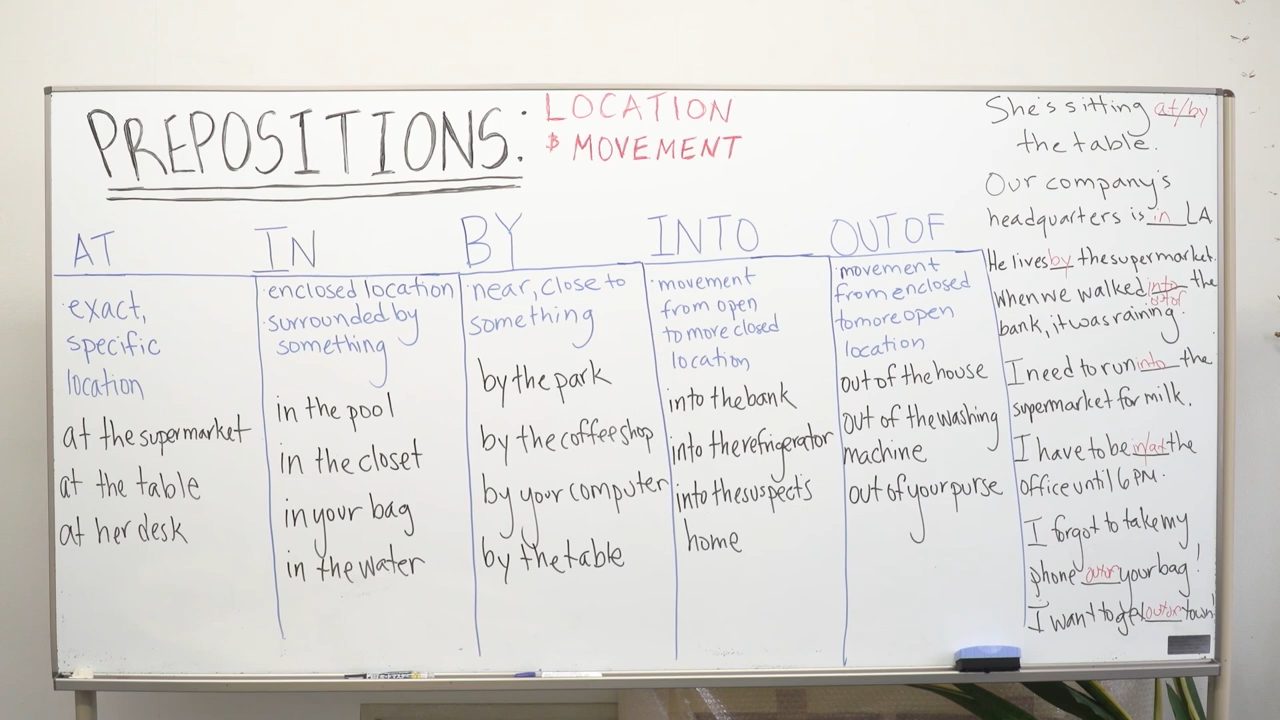 PREPOSITIONS:
LOCATION
& MOVEMENT
AT
·exact,
specific
location
at the supermarket
at the table
at her desk
IN
·enclosed location
·surrounded by
something
in the pool
in the closet
in your bag
in the water
BY
·near, close to
something
by the park
by the coffee shop
by your computer
by the table
INTO
·movement
from open
to more closed
location
into the bank
into the refrigerator
into the suspects
home
OUT OF
·movement
from enclosed
to more open
location
out of the house
out of the washing
machine
out of your purse
She's sitting at/by
the table.
Our company's
headquarters is in LA
He lives by the supermarket.
When we walked into the
out of
bank, it was raining.
I need to run into the
supermarket for milk.
I have to be in/at the
office until 6 PM.
I forgot to take my
phone out of your bag!
I want to get out of town!